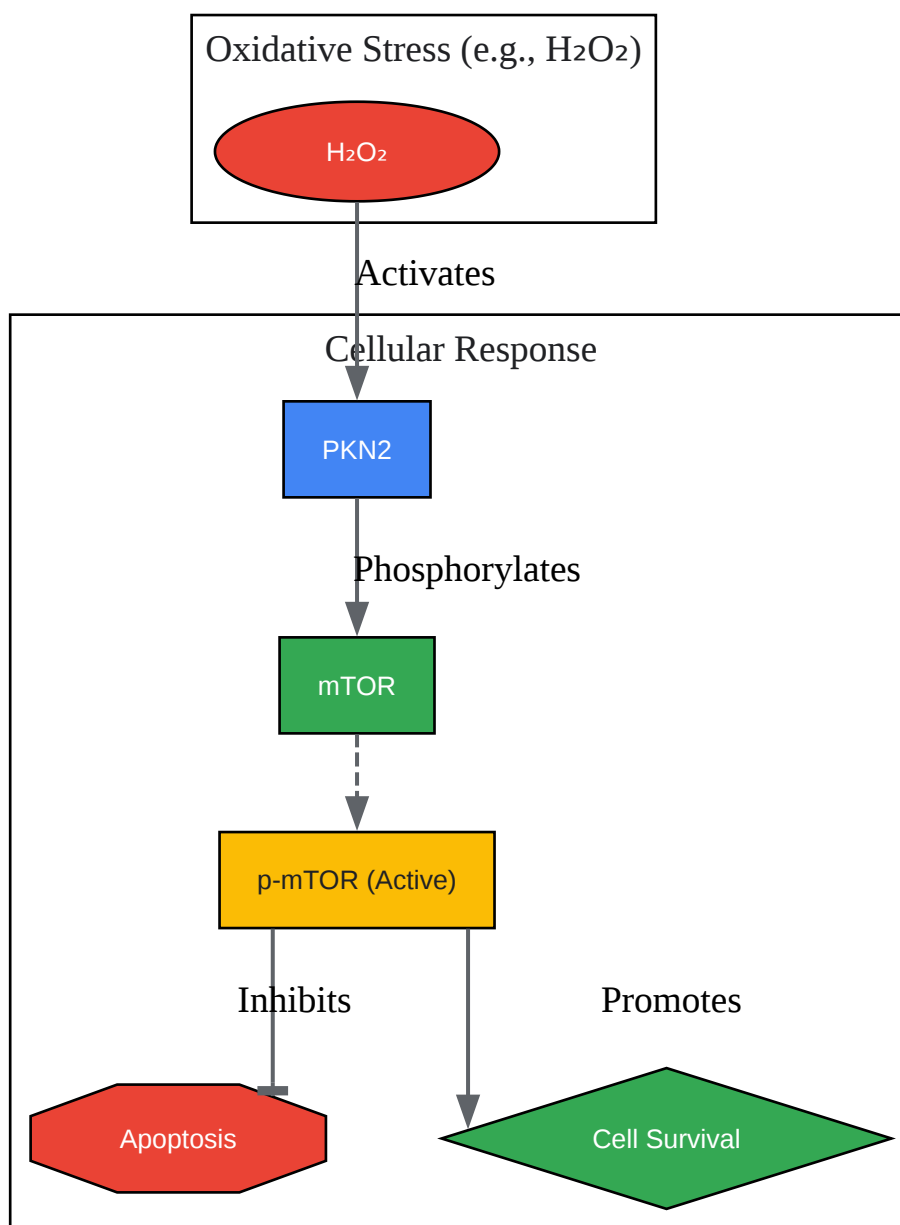 Oxidative Stress (e.g., H₂O₂)
H₂O₂
Activates
Cellular Response
PKN2
Phosphorylates
mTOR
p-mTOR (Active)
Inhibits
Promotes
Apoptosis
Cell Survival